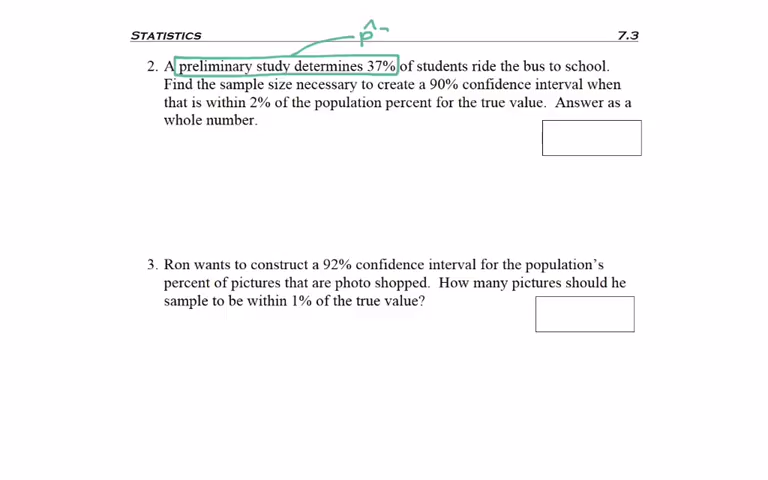 STATISTICS 7.3
p̂ -
2. A preliminary study determines 37% of students ride the bus to school.
Find the sample size necessary to create a 90% confidence interval when
that is within 2% of the population percent for the true value. Answer as a
whole number.
3. Ron wants to construct a 92% confidence interval for the population’s
percent of pictures that are photo shopped. How many pictures should he
sample to be within 1% of the true value?